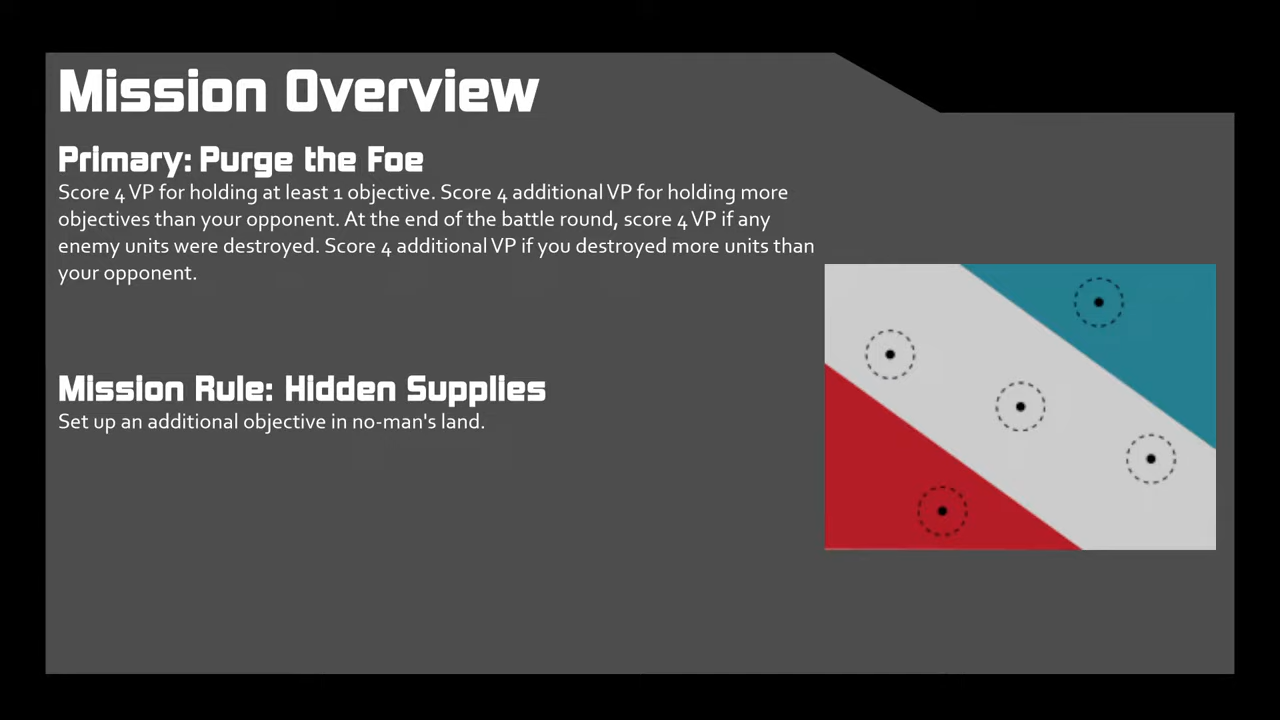 Mission Overview
Primary: Purge the Foe
Score 4 VP for holding at least 1 objective. Score 4 additional VP for holding more
objectives than your opponent. At the end of the battle round, score 4 VP if any
enemy units were destroyed. Score 4 additional VP if you destroyed more units than
your opponent.
Mission Rule: Hidden Supplies
Set up an additional objective in no-man's land.